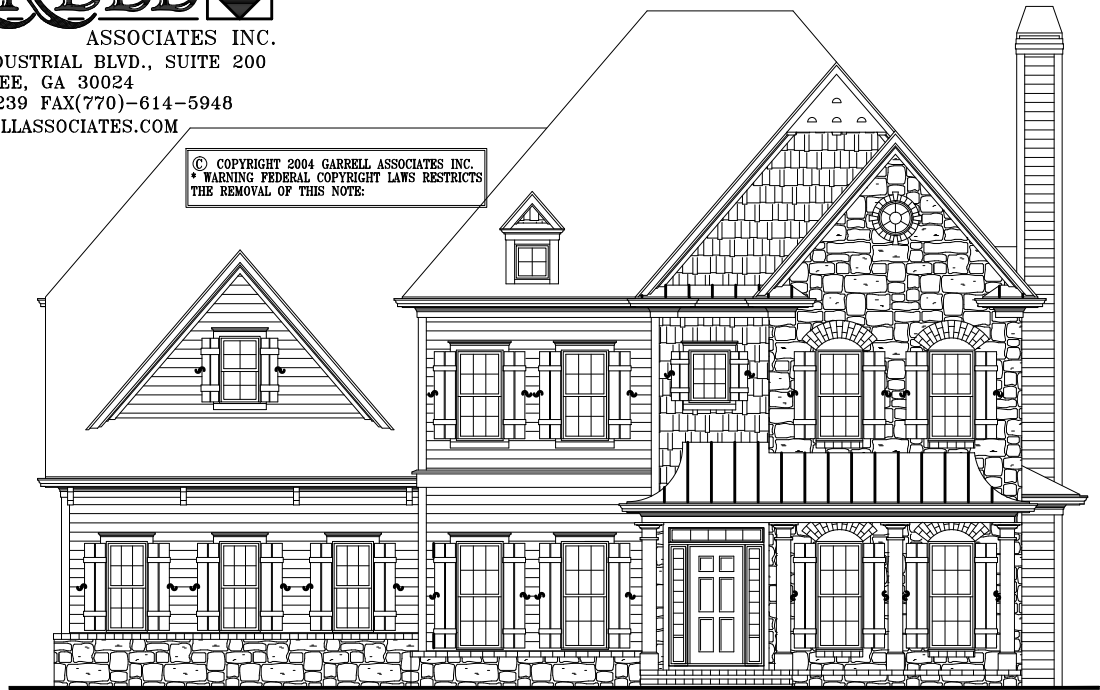 ASSOCIATES INC.
DUSTRIAL BLVD., SUITE 200
EE, GA 30024
239 FAX(770)-614-5948
LLASSOCIATES.COM
© COPYRIGHT 2004 GARRELL ASSOCIATES INC.
* WARNING FEDERAL COPYRIGHT LAWS RESTRICTS
THE REMOVAL OF THIS NOTE: